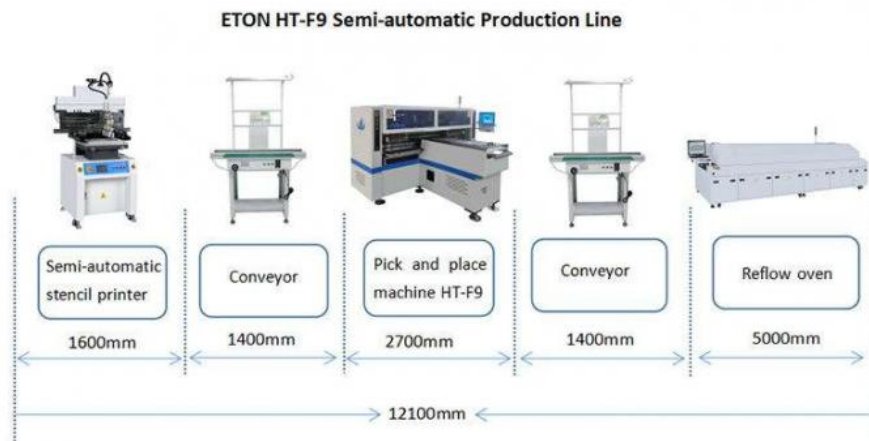 ETON HT-F9 Semi-automatic Production Line
Semi-automatic
stencil printer
Conveyor
Pick and place
machine HT-F9
Conveyor
Reflow oven
1600mm
1400mm
2700mm
1400mm
5000mm
12100mm